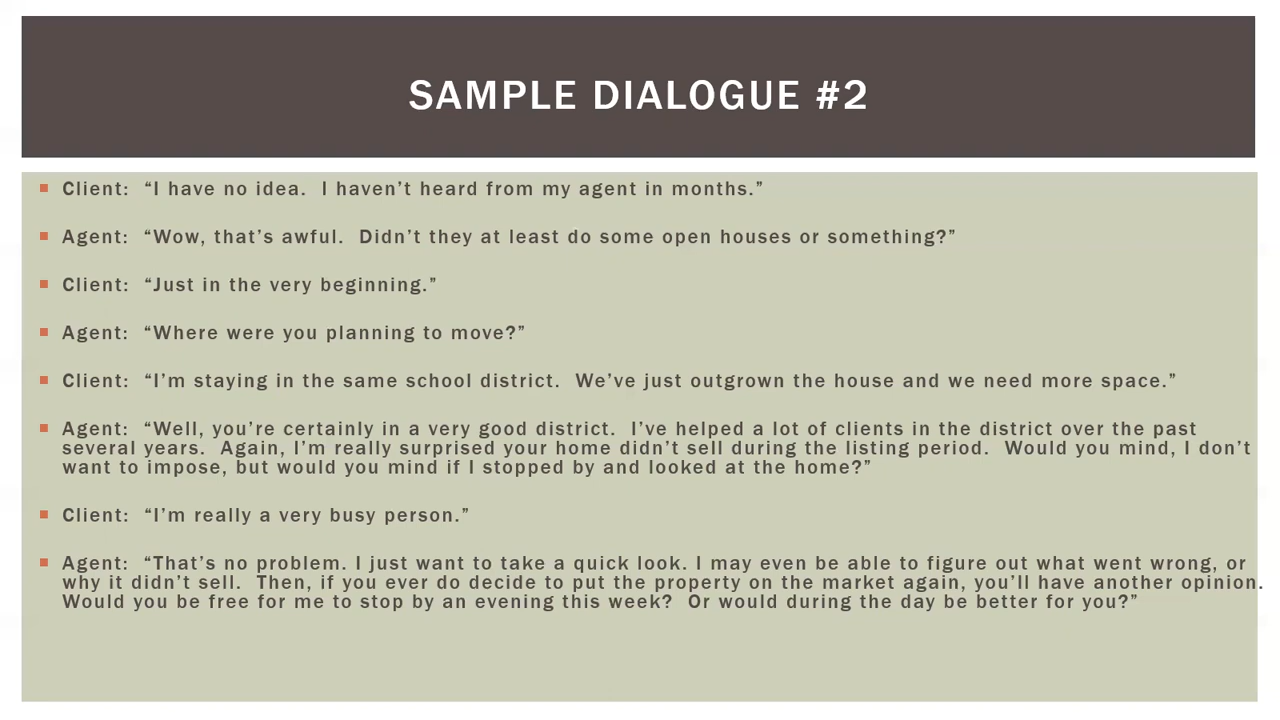 SAMPLE DIALOGUE #2
Client:  “I have no idea.  I haven’t heard from my agent in months.”
Agent:  “Wow, that’s awful.  Didn’t they at least do some open houses or something?”
Client:  “Just in the very beginning.”
Agent:  “Where were you planning to move?”
Client:  “I’m staying in the same school district.  We’ve just outgrown the house and we need more space.”
Agent:  “Well, you’re certainly in a very good district.  I’ve helped a lot of clients in the district over the past
several years.  Again, I’m really surprised your home didn’t sell during the listing period.  Would you mind, I don’t
want to impose, but would you mind if I stopped by and looked at the home?”
Client:  “I’m really a very busy person.”
Agent:  “That’s no problem. I just want to take a quick look. I may even be able to figure out what went wrong, or
why it didn’t sell.  Then, if you ever do decide to put the property on the market again, you’ll have another opinion.
Would you be free for me to stop by an evening this week?  Or would during the day be better for you?”